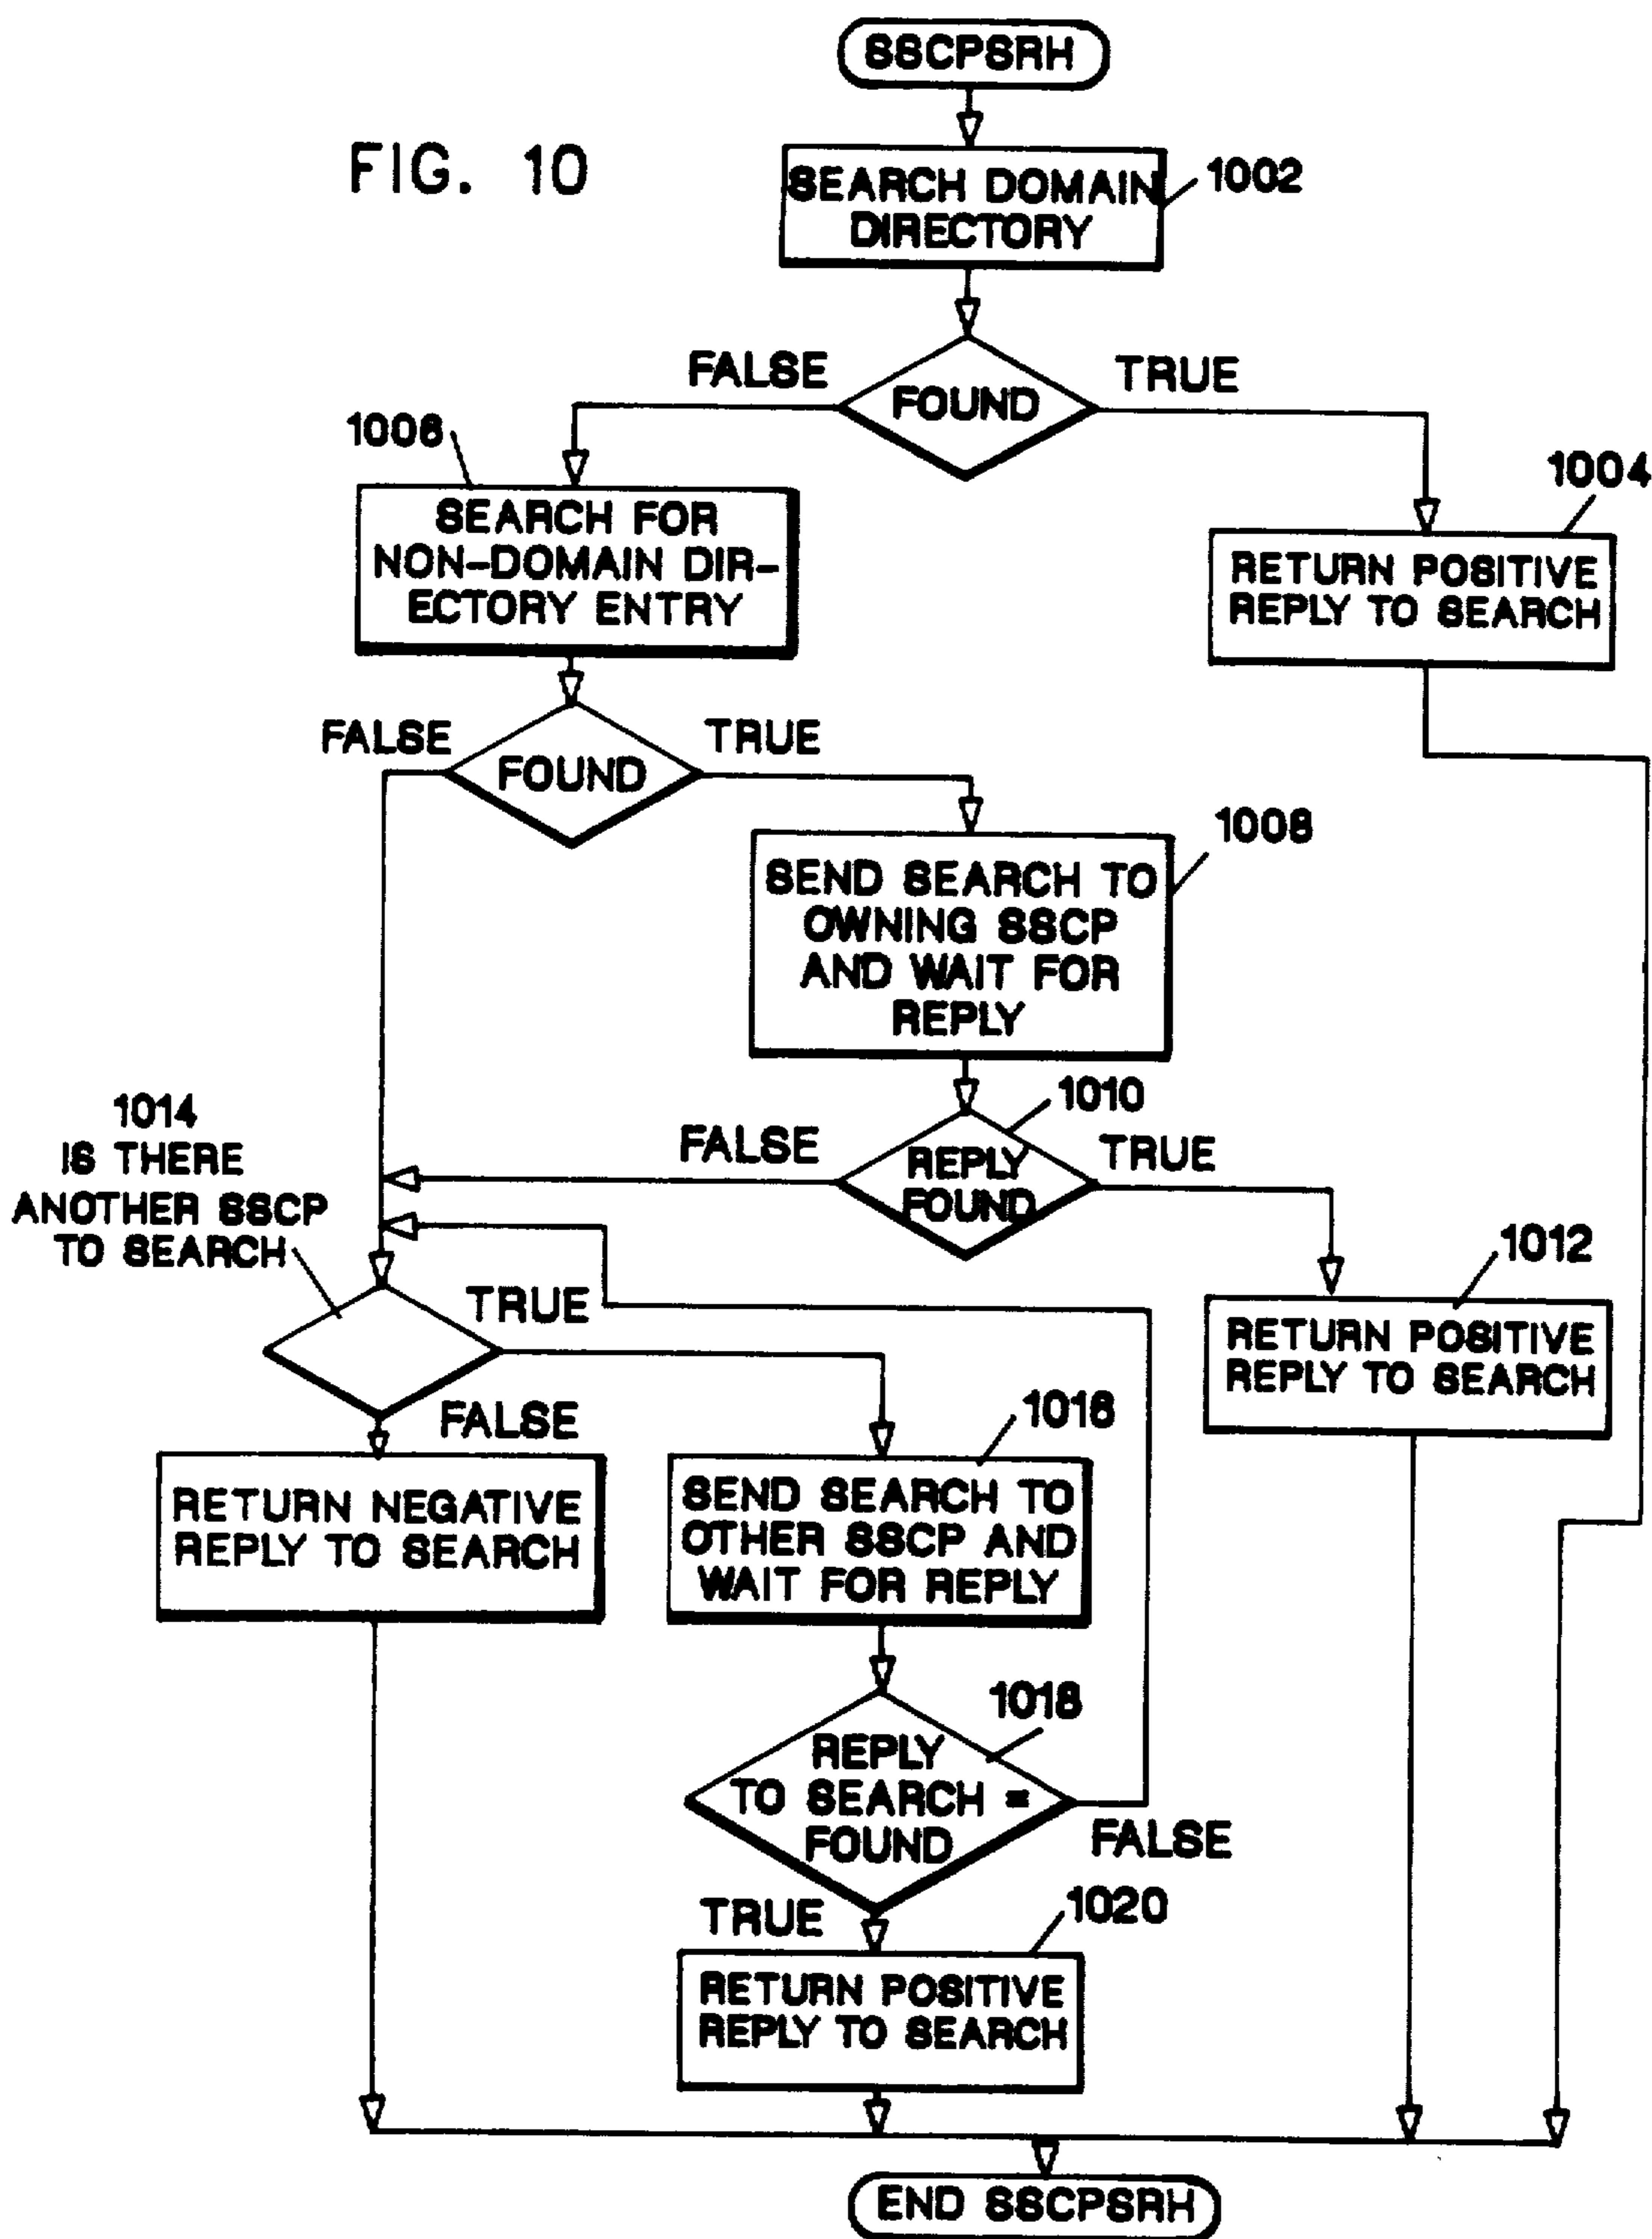 SSCPSRH
FIG. 10
1002
SEARCH DOMAIN
DIRECTORY
FALSE
TRUE
FOUND
1006
1004
SEARCH FOR
NON-DOMAIN DIR-
ECTORY ENTRY
RETURN POSITIVE
REPLY TO SEARCH
FALSE
TRUE
FOUND
1008
SEND SEARCH TO
OWNING SSCP
AND WAIT FOR
REPLY
1010
1014
IS THERE
ANOTHER SSCP
TO SEARCH
FALSE
TRUE
REPLY
FOUND
1012
TRUE
RETURN POSITIVE
REPLY TO SEARCH
FALSE
1016
RETURN NEGATIVE
REPLY TO SEARCH
SEND SEARCH TO
OTHER SSCP AND
WAIT FOR REPLY
1018
REPLY
TO SEARCH =
FOUND
FALSE
TRUE
1020
RETURN POSITIVE
REPLY TO SEARCH
END SSCPSRH